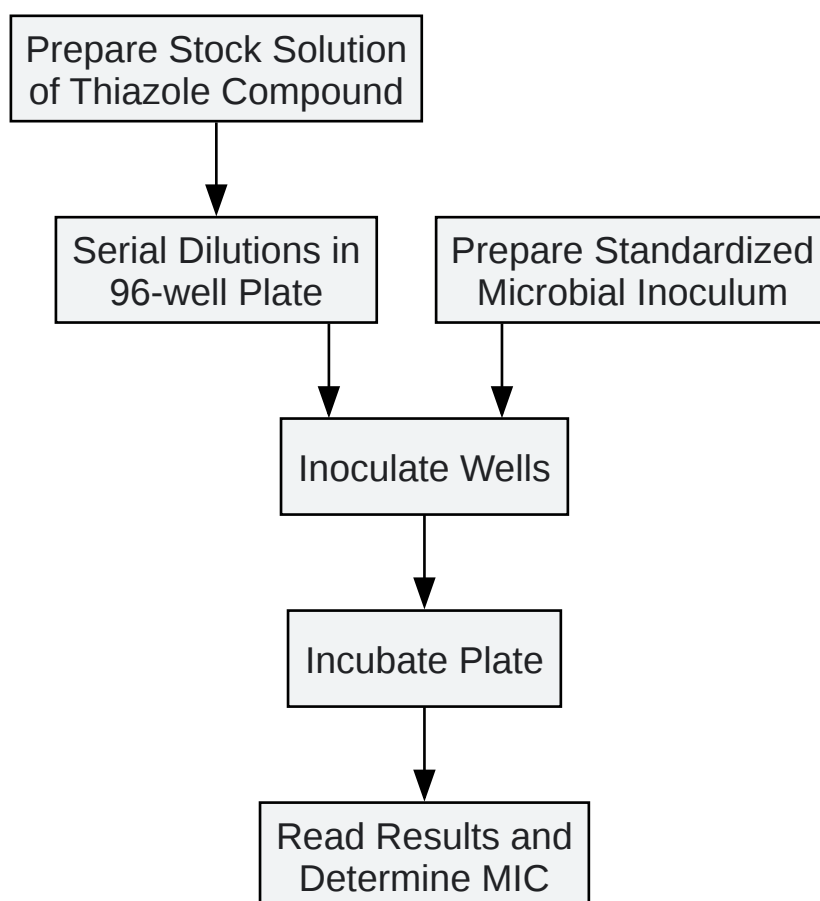 Prepare Stock Solution
of Thiazole Compound
Serial Dilutions in
96-well Plate
Prepare Standardized
Microbial Inoculum
Inoculate Wells
Incubate Plate
Read Results and
Determine MIC